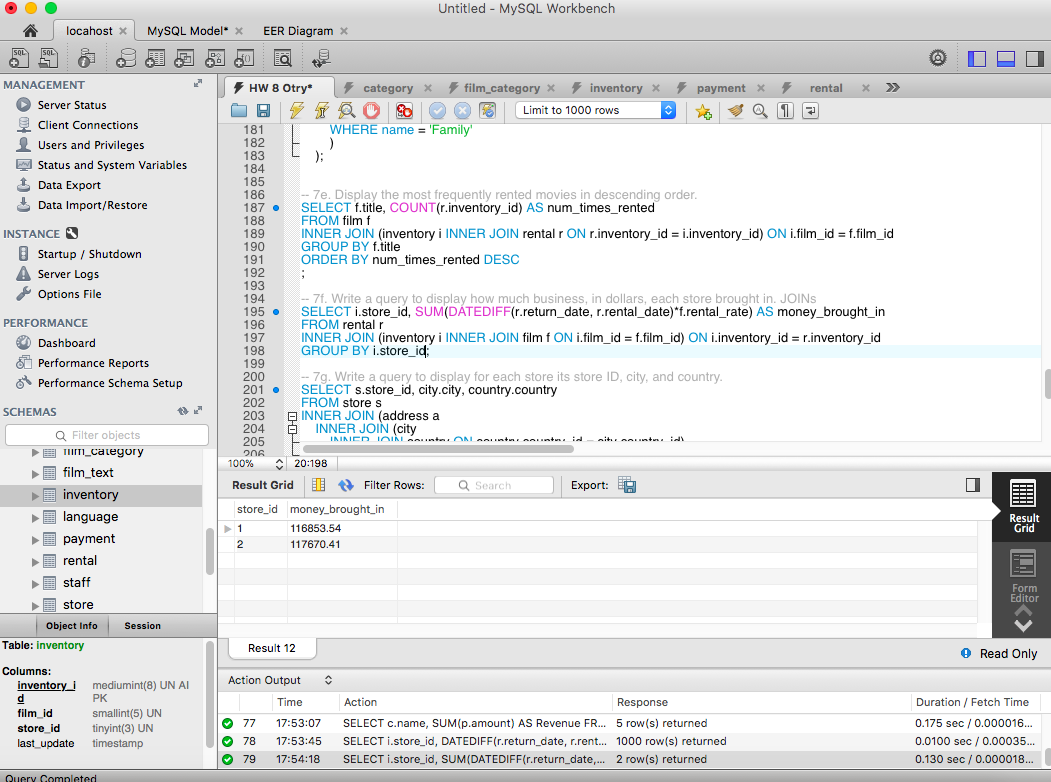 Untitled - MySQL Workbench
locahost MySQL Model* EER Diagram
MANAGEMENT
Server Status
Client Connections
Users and Privileges
Status and System Variables
Data Export
Data Import/Restore
INSTANCE
Startup / Shutdown
Server Logs
Options File
PERFORMANCE
Dashboard
Performance Reports
Performance Schema Setup
SCHEMAS
Filter objects
film_category
film_text
inventory
language
payment
rental
staff
store
Object Info Session
Table: inventory
Columns:
inventory_i
d mediumint(8) UN AI
PK
film_id smallint(5) UN
store_id tinyint(3) UN
last_update timestamp
Query Completed
HW 8 0try* category film_category inventory payment rental
Limit to 1000 rows
181 WHERE name = 'Family'
182 )
183 );
184
185
186 -- 7e. Display the most frequently rented movies in descending order.
187 SELECT f.title, COUNT(r.inventory_id) AS num_times_rented
188 FROM film f
189 INNER JOIN (inventory i INNER JOIN rental r ON r.inventory_id = i.inventory_id) ON i.film_id = f.film_id
190 GROUP BY f.title
191 ORDER BY num_times_rented DESC
192 ;
193
194 -- 7f. Write a query to display how much business, in dollars, each store brought in. JOINs
195 SELECT i.store_id, SUM(DATEDIFF(r.return_date, r.rental_date)*f.rental_rate) AS money_brought_in
196 FROM rental r
197 INNER JOIN (inventory i INNER JOIN film f ON i.film_id = f.film_id) ON i.inventory_id = r.inventory_id
198 GROUP BY i.store_id;
199
200 -- 7g. Write a query to display for each store its store ID, city, and country.
201 SELECT s.store_id, city.city, country.country
202 FROM store s
203 INNER JOIN (address a
204 INNER JOIN (city
205 INNER JOIN country ON country.country_id = city.country_id)
206
100% 20:198
Result Grid Filter Rows: Search Export:
store_id money_brought_in
1 116853.54
2 117670.41
Result Grid
Form Editor
Result 12 Read Only
Action Output
Time Action Response Duration / Fetch Time
77 17:53:07 SELECT c.name, SUM(p.amount) AS Revenue FR... 5 row(s) returned 0.175 sec / 0.000016...
78 17:53:45 SELECT i.store_id, DATEDIFF(r.return_date, r.rent... 1000 row(s) returned 0.0100 sec / 0.00035...
79 17:54:18 SELECT i.store_id, SUM(DATEDIFF(r.return_date,... 2 row(s) returned 0.130 sec / 0.000018...